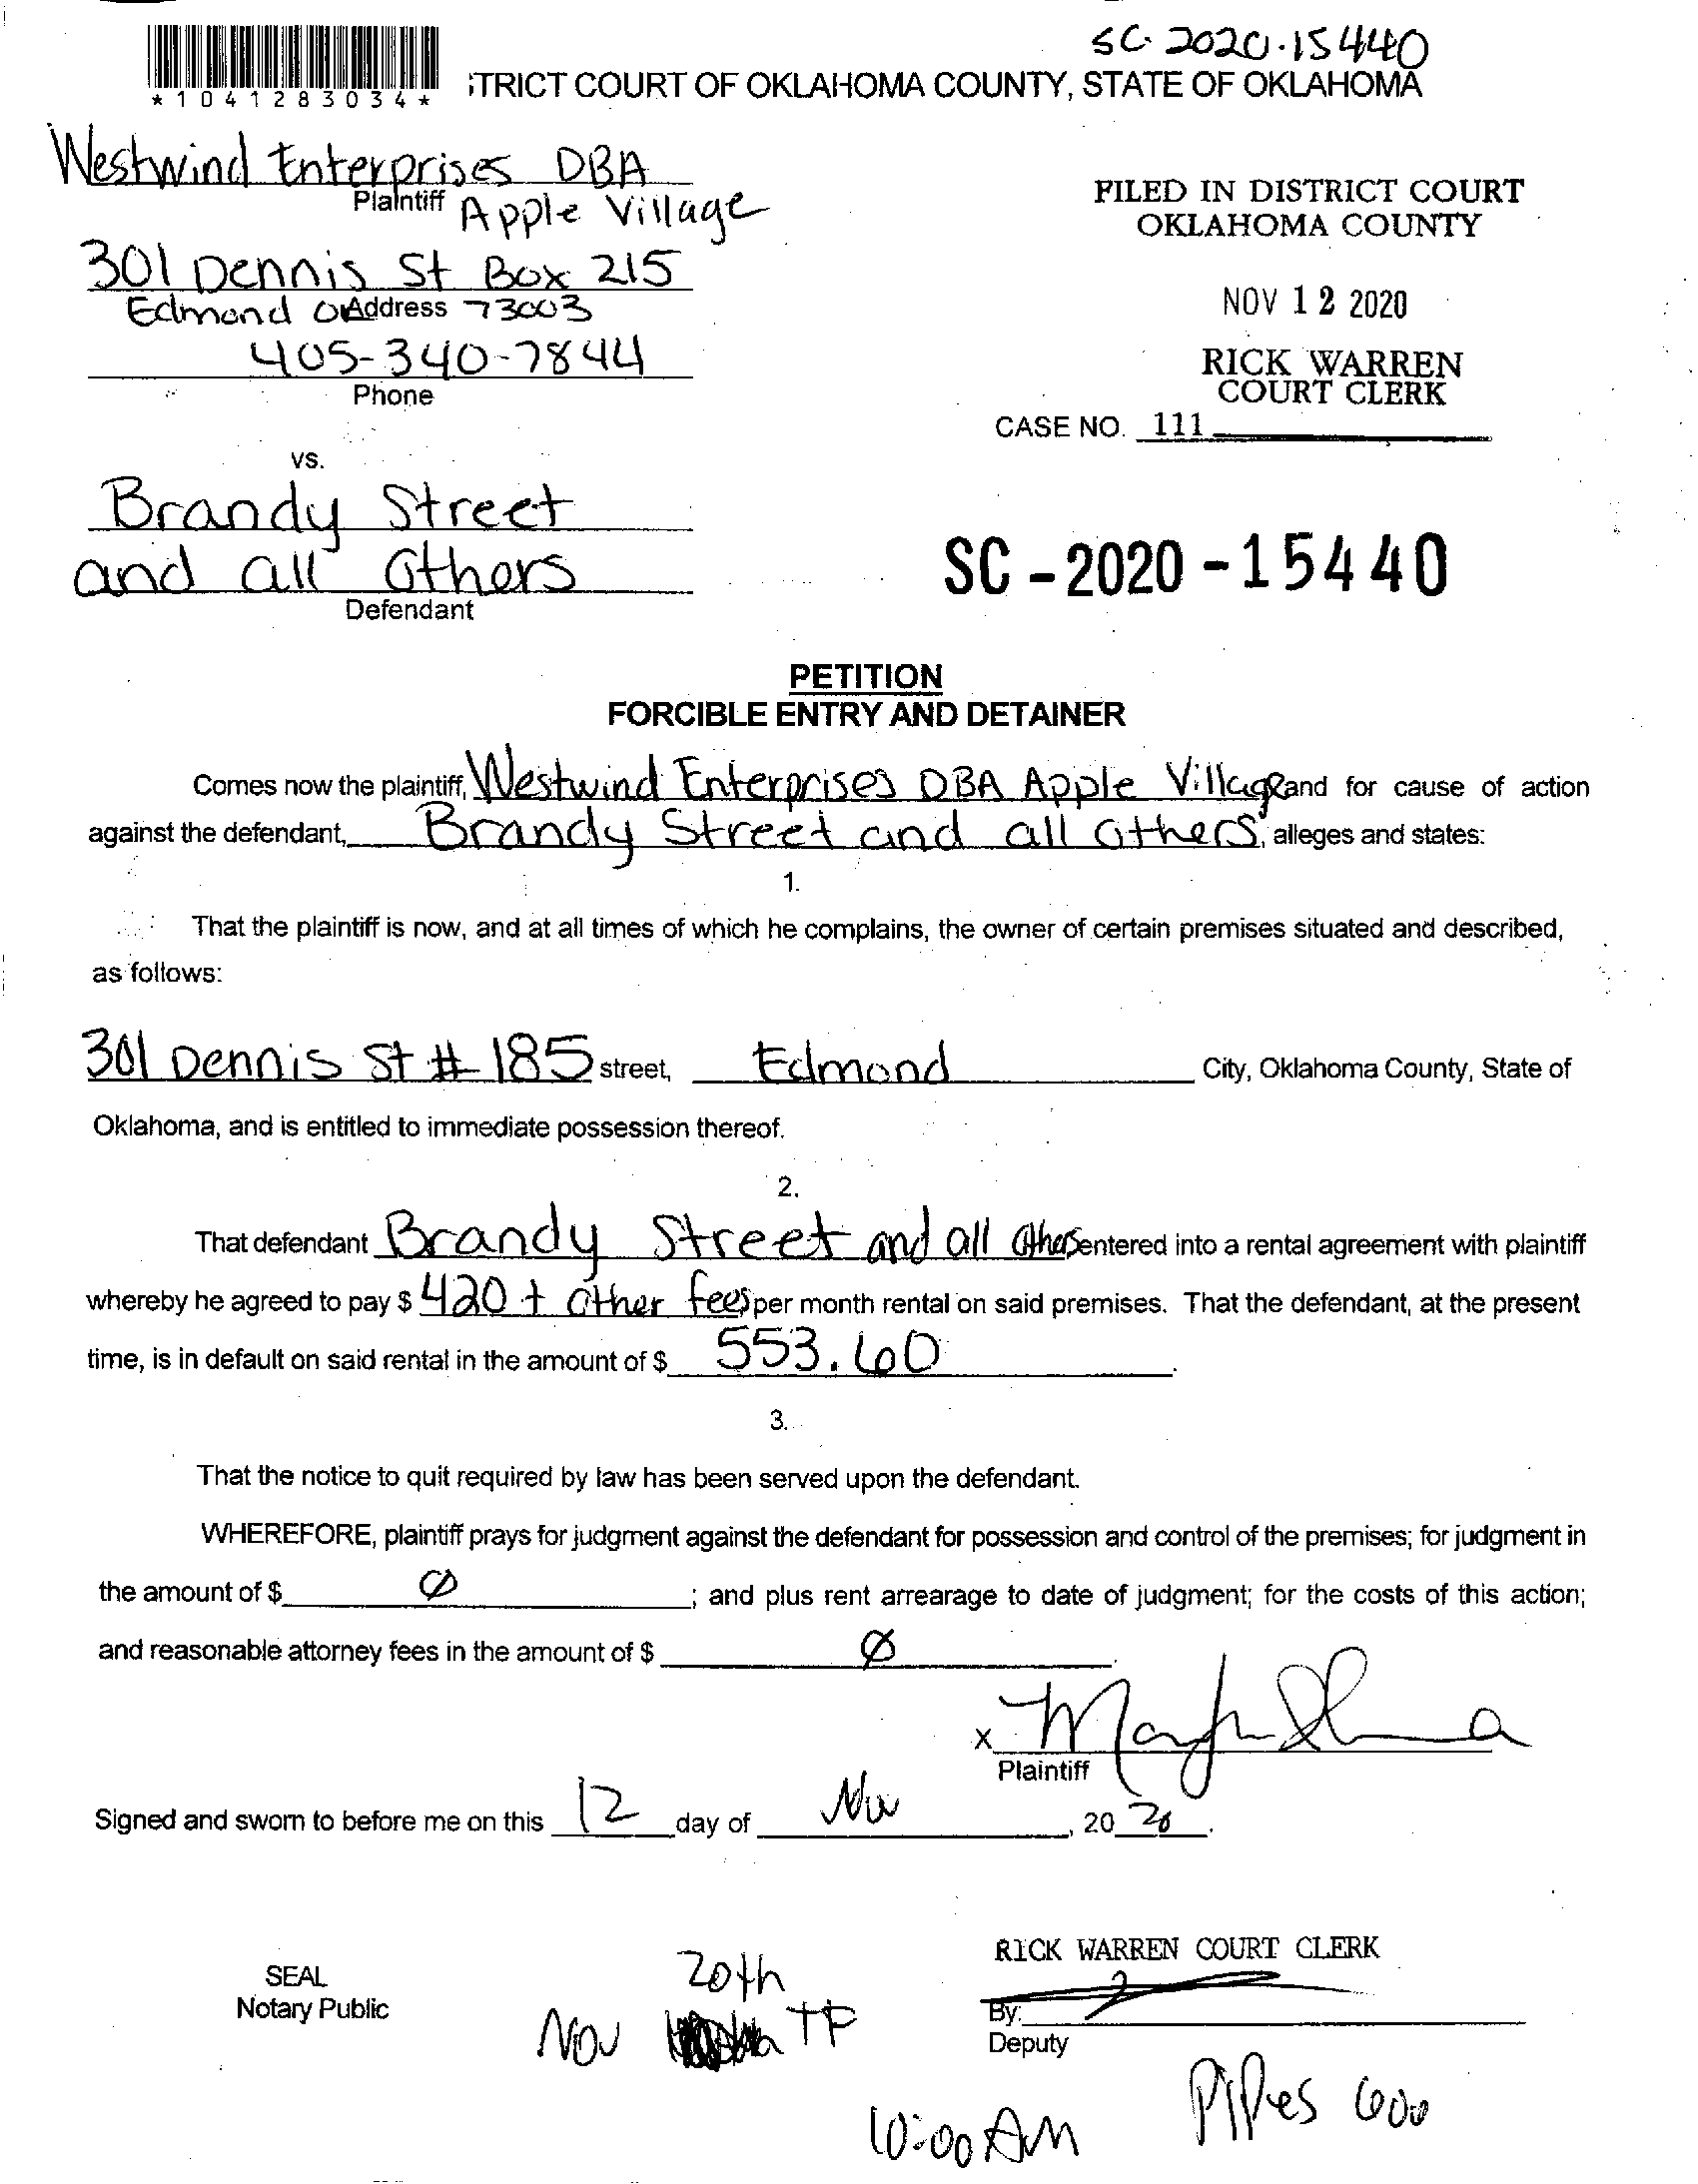 SC-2020-15440
*1041283034*
TRICT COURT OF OKLAHOMA COUNTY, STATE OF OKLAHOMA
Westwind Enterprises DBA
Plaintiff Apple Village
301 Dennis St Box 215
Edmond OK Address 73003
405-340-7844
Phone
FILED IN DISTRICT COURT
OKLAHOMA COUNTY
NOV 12 2020
RICK WARREN
COURT CLERK
CASE NO. 111
vs.
Brandy Street
and all others
Defendant
SC-2020-15440
PETITION
FORCIBLE ENTRY AND DETAINER
Comes now the plaintiff, Westwind Enterprises DBA Apple Village and for cause of action
against the defendant, Brandy Street and all others, alleges and states:
1.
That the plaintiff is now, and at all times of which he complains, the owner of certain premises situated and described,
as follows:
301 Dennis St # 185 street, Edmond City, Oklahoma County, State of
Oklahoma, and is entitled to immediate possession thereof.
2.
That defendant Brandy Street and all others entered into a rental agreement with plaintiff
whereby he agreed to pay $ 420 + other fees per month rental on said premises. That the defendant, at the present
time, is in default on said rental in the amount of $ 553.60.
3.
That the notice to quit required by law has been served upon the defendant.
WHEREFORE, plaintiff prays for judgment against the defendant for possession and control of the premises; for judgment in
the amount of $ Ø; and plus rent arrearage to date of judgment; for the costs of this action;
and reasonable attorney fees in the amount of $ Ø.
X
Plaintiff
Signed and sworn to before me on this 12 day of Nov, 2020.
SEAL
Notary Public
20th
Nov TF
10:00 AM
RICK WARREN COURT CLERK
By:
Deputy
Pipes 600